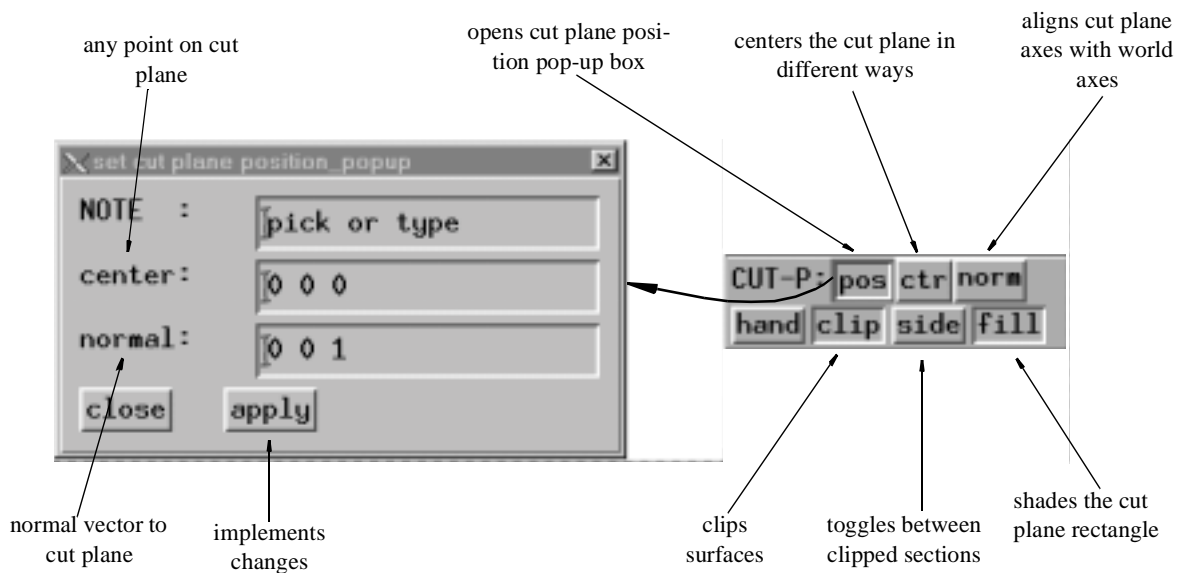 any point on cut
plane
opens cut plane posi-
tion pop-up box
centers the cut plane in
different ways
aligns cut plane
axes with world
axes
set cut plane position_popup
NOTE :
pick or type
center:
0 0 0
normal:
0 0 1
close
apply
CUT-P: pos ctr norm
hand clip side fill
normal vector to
cut plane
implements
changes
clips
surfaces
toggles between
clipped sections
shades the cut
plane rectangle